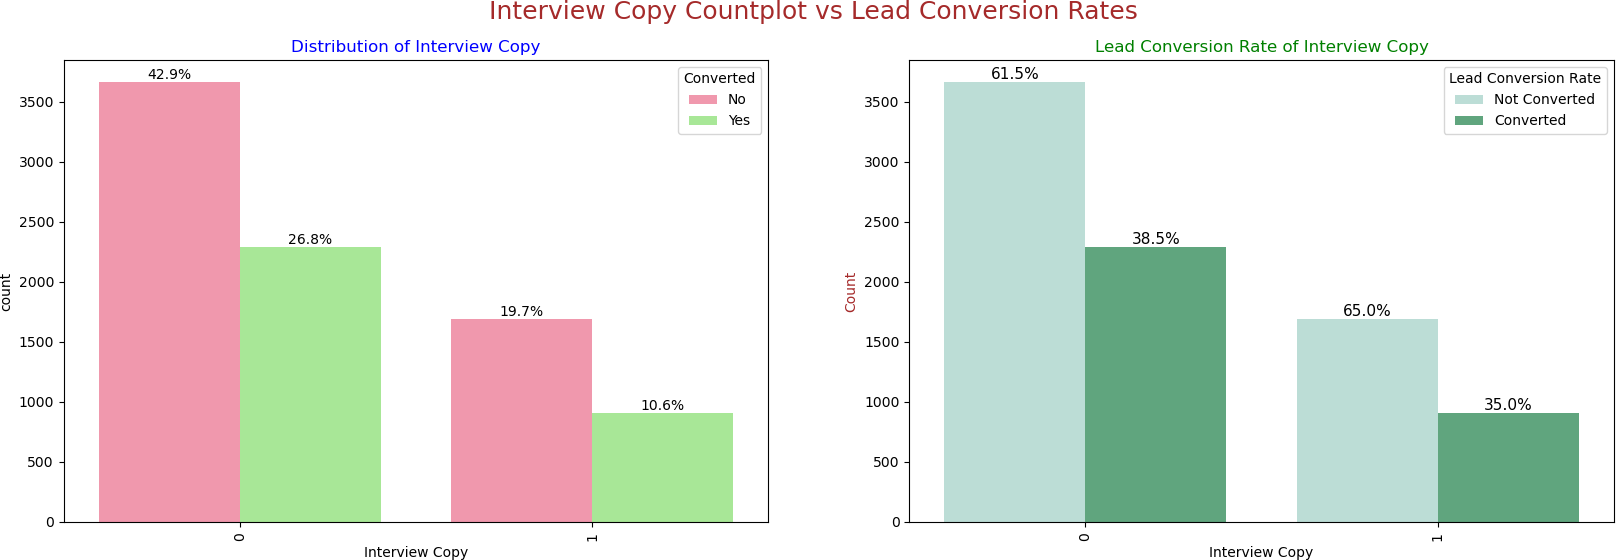 Interview Copy Countplot vs Lead Conversion Rates
Distribution of Interview Copy
42.9%
26.8%
19.7%
10.6%
Converted
No
Yes
3500
3000
2500
2000
1500
1000
500
0
count
0
1
Interview Copy
Lead Conversion Rate of Interview Copy
61.5%
38.5%
65.0%
35.0%
Lead Conversion Rate
Not Converted
Converted
3500
3000
2500
2000
1500
1000
500
0
Count
0
1
Interview Copy